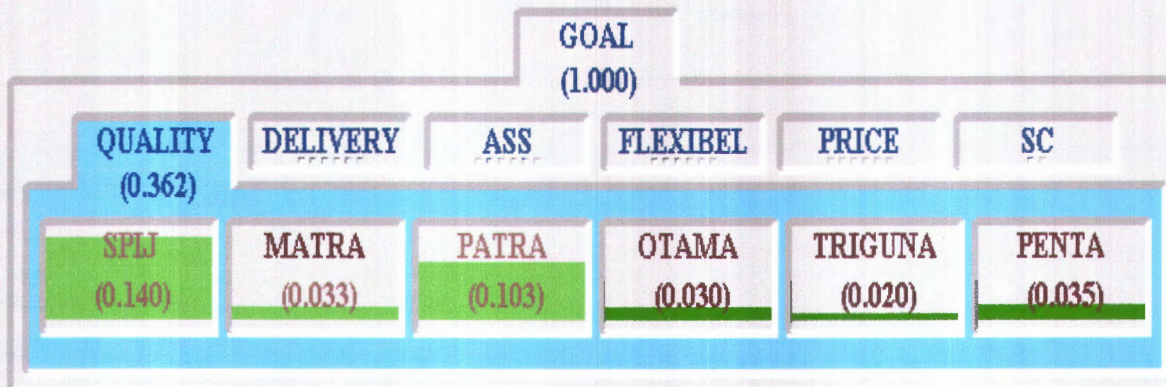 GOAL
(1.000)
QUALITY DELIVERY ASS FLEXIBEL PRICE SC
(0.362)
SPLJ MATRA PATRA OTAMA TRIGUNA PENTA
(0.140) (0.033) (0.103) (0.030) (0.020) (0.035)